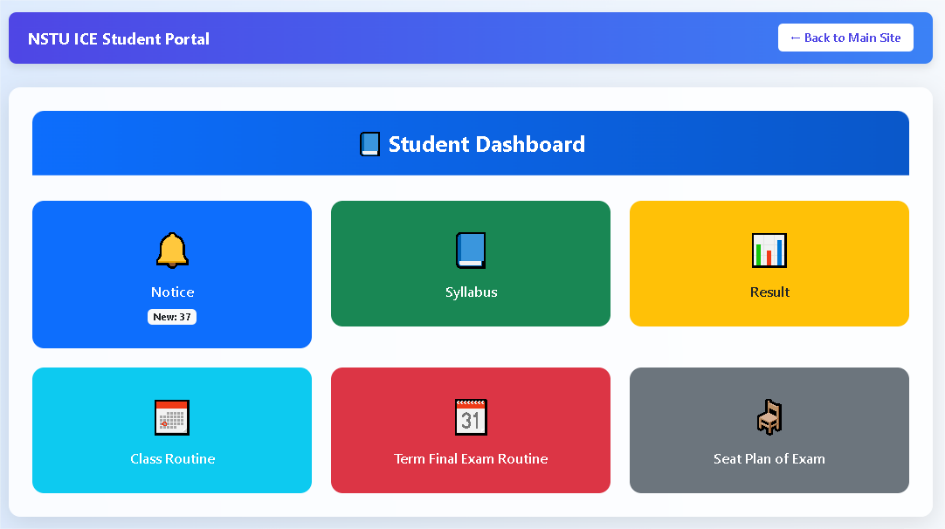 NSTU ICE Student Portal
← Back to Main Site
Student Dashboard
Notice
New: 37
Syllabus
Result
Class Routine
31
Term Final Exam Routine
Seat Plan of Exam